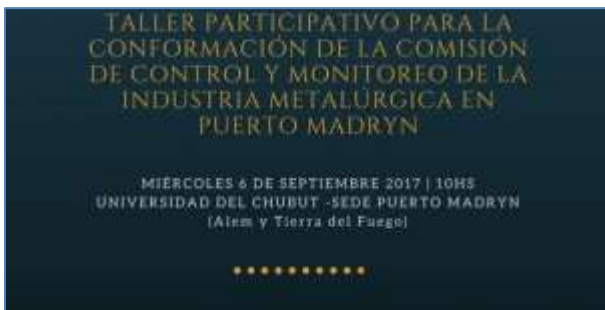 TALLER PARTICIPATIVO PARA LA
CONFORMACIÓN DE LA COMISIÓN
DE CONTROL Y MONITOREO DE LA
INDUSTRIA METALÚRGICA EN
PUERTO MADRYN
MIÉRCOLES 6 DE SEPTIEMBRE 2017 | 10HS
UNIVERSIDAD DEL CHUBUT -SEDE PUERTO MADRYN
(Alem y Tierra del Fuego)